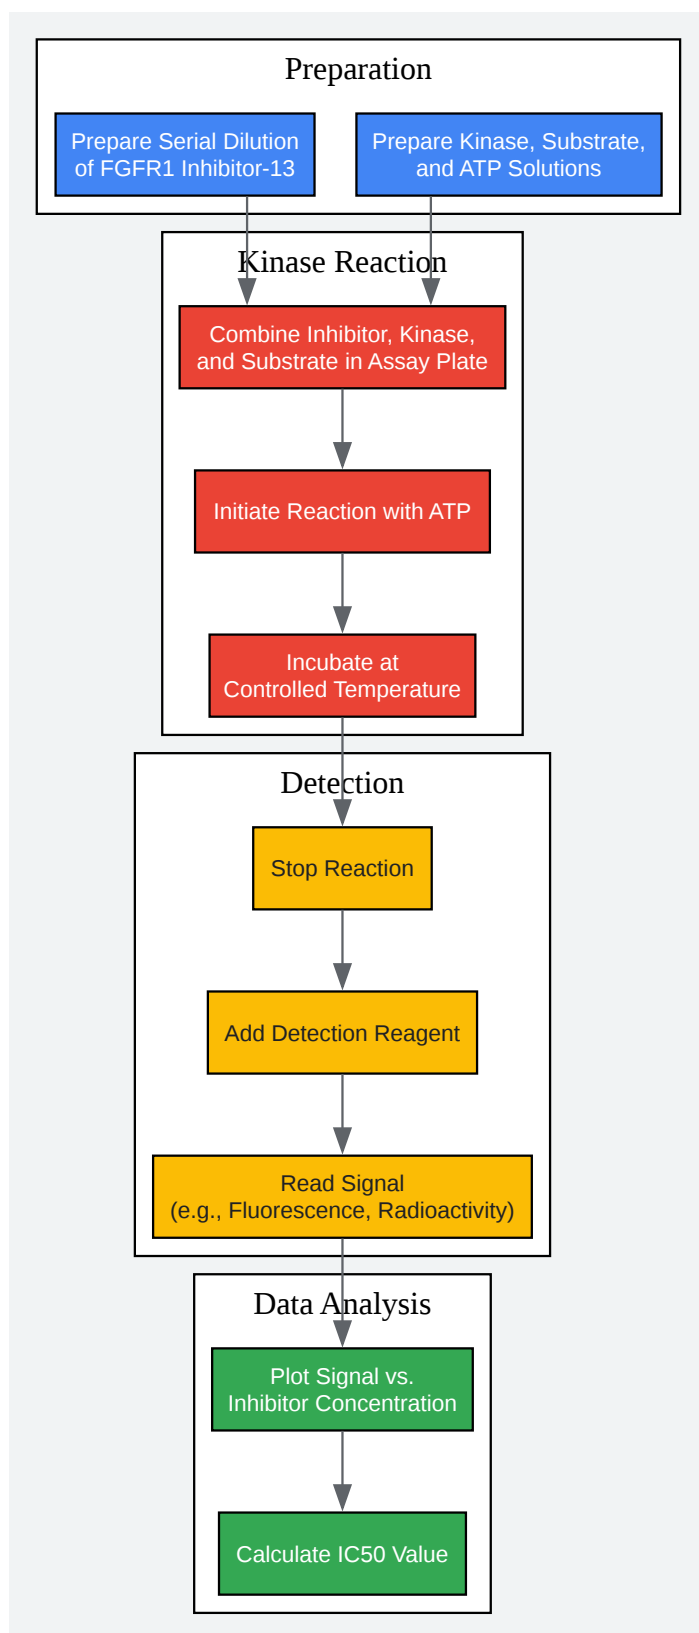 Preparation
Prepare Serial Dilution
of FGFR1 Inhibitor-13
Prepare Kinase, Substrate,
and ATP Solutions
Kinase Reaction
Combine Inhibitor, Kinase,
and Substrate in Assay Plate
Initiate Reaction with ATP
Incubate at
Controlled Temperature
Detection
Stop Reaction
Add Detection Reagent
Read Signal
(e.g., Fluorescence, Radioactivity)
Data Analysis
Plot Signal vs.
Inhibitor Concentration
Calculate IC50 Value